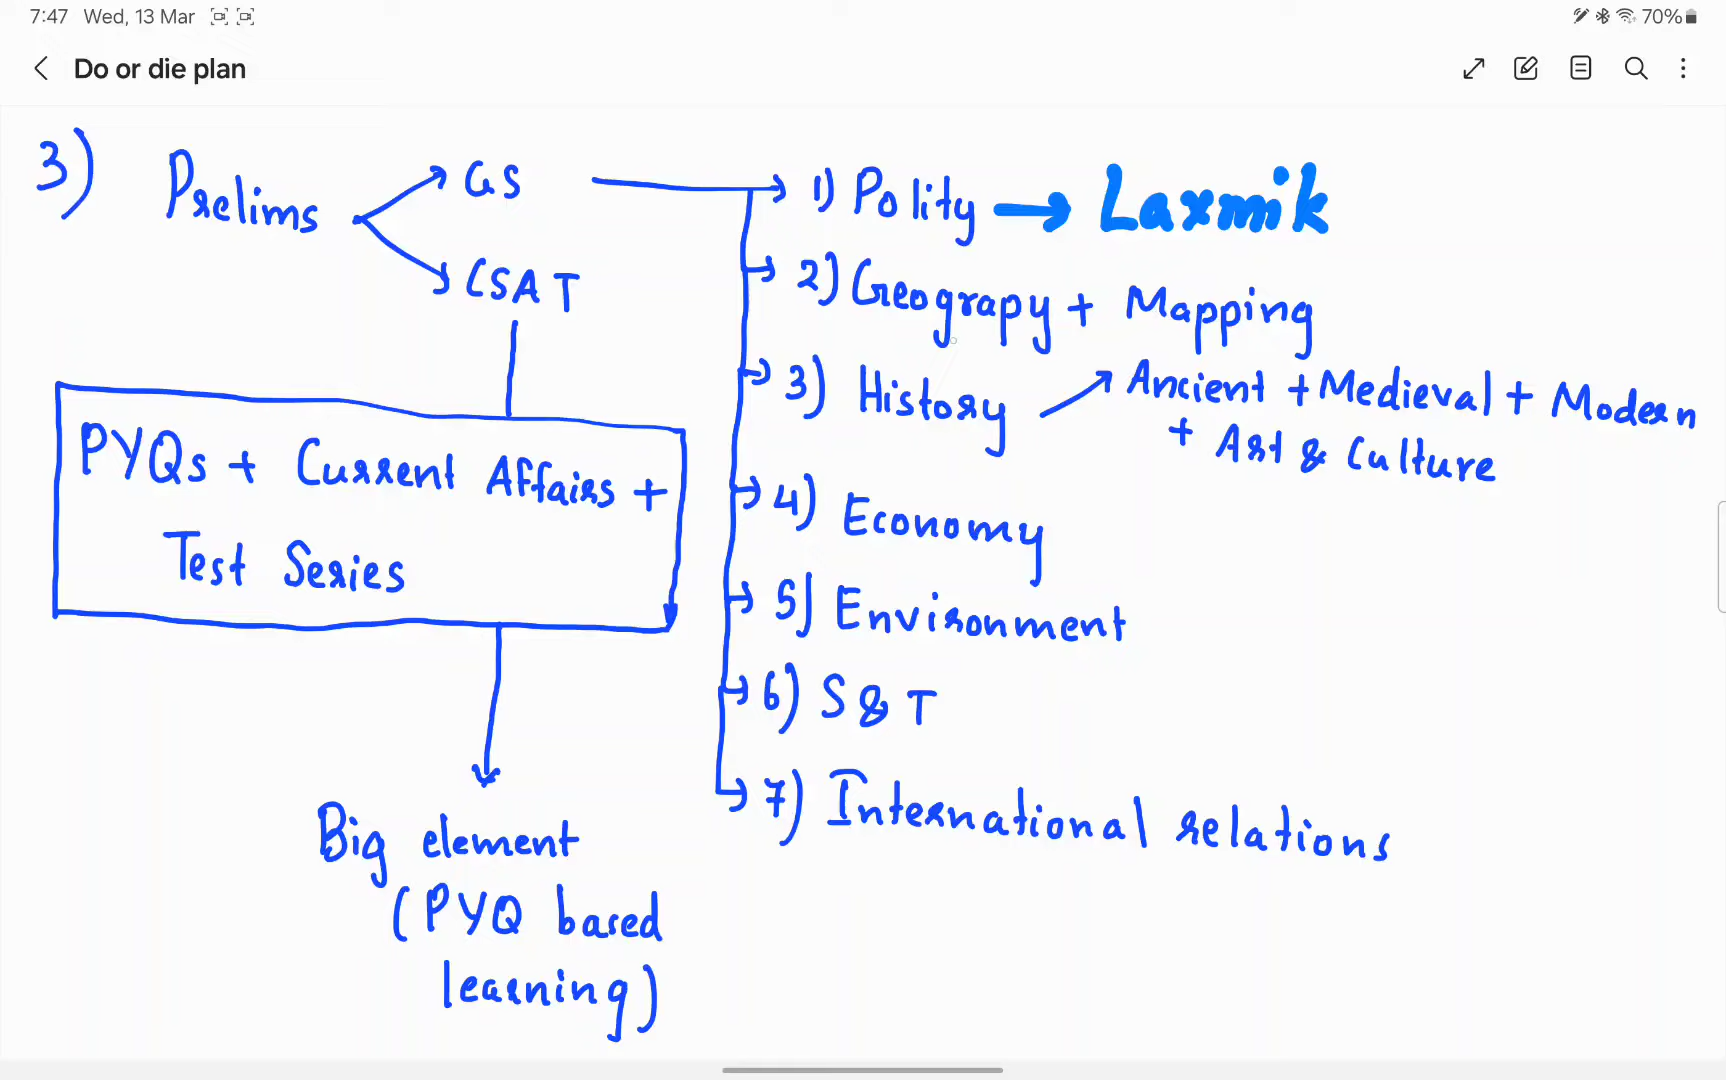 7:47 Wed, 13 Mar 70%
Do or die plan
3) Prelims
GS
CSAT
PYQs + Current Affairs +
Test Series
Big element
(PYQ based
learning)
1) Polity → Laxmik
2) Geograpy + Mapping
3) History
Ancient + Medieval + Modern
+ Art & Culture
4) Economy
5) Environment
6) S & T
7) International relations